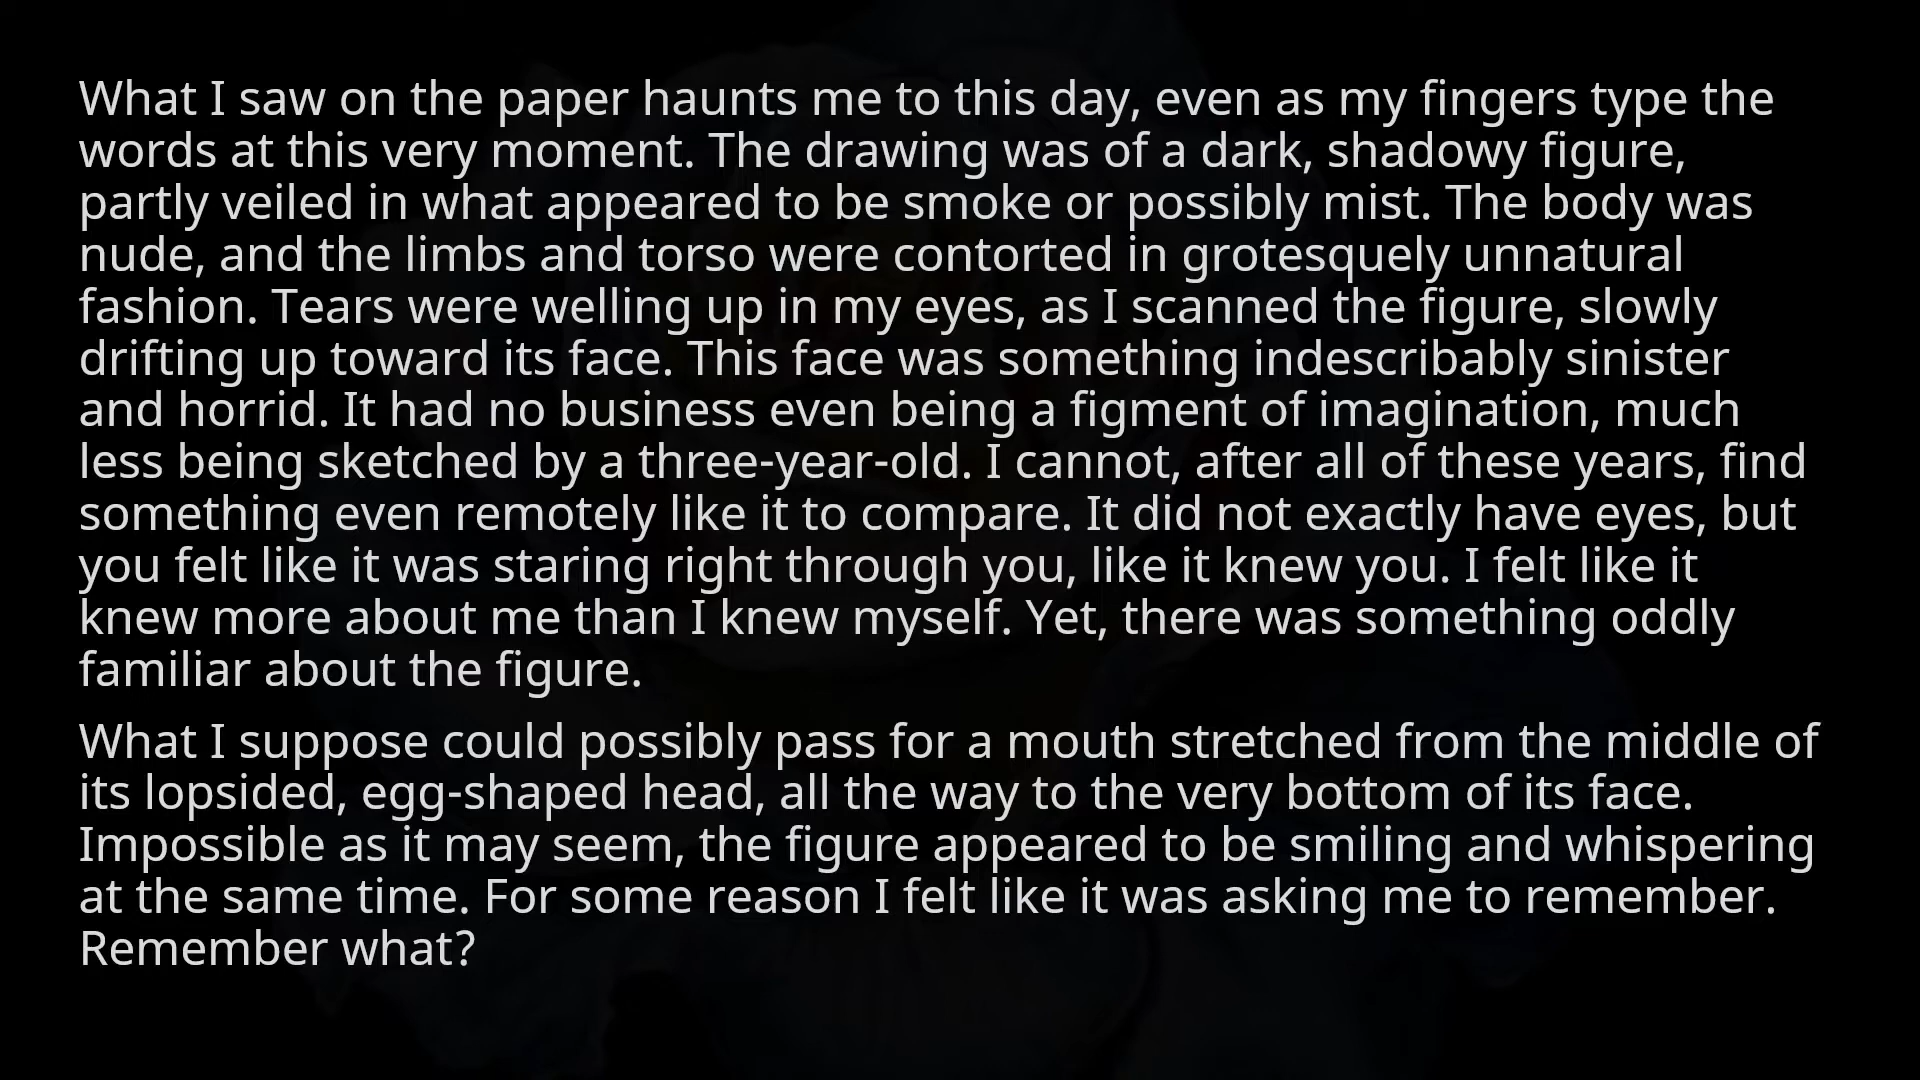 What I saw on the paper haunts me to this day, even as my fingers type the
words at this very moment. The drawing was of a dark, shadowy figure,
partly veiled in what appeared to be smoke or possibly mist. The body was
nude, and the limbs and torso were contorted in grotesquely unnatural
fashion. Tears were welling up in my eyes, as I scanned the figure, slowly
drifting up toward its face. This face was something indescribably sinister
and horrid. It had no business even being a figment of imagination, much
less being sketched by a three-year-old. I cannot, after all of these years, find
something even remotely like it to compare. It did not exactly have eyes, but
you felt like it was staring right through you, like it knew you. I felt like it
knew more about me than I knew myself. Yet, there was something oddly
familiar about the figure.
What I suppose could possibly pass for a mouth stretched from the middle of
its lopsided, egg-shaped head, all the way to the very bottom of its face.
Impossible as it may seem, the figure appeared to be smiling and whispering
at the same time. For some reason I felt like it was asking me to remember.
Remember what?